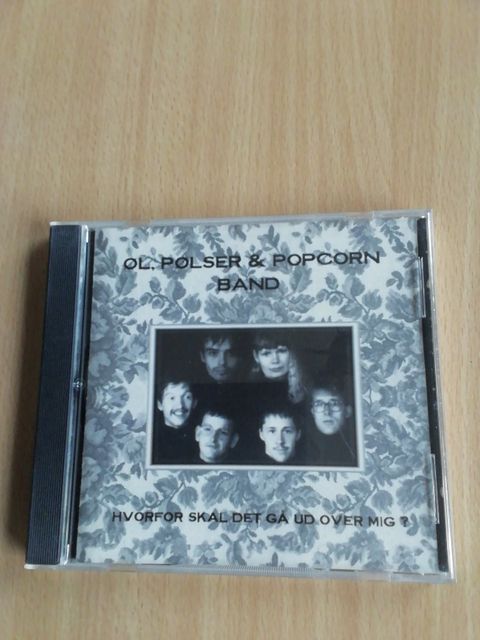 ØL, PØLSER & POPCORN
BAND
HVORFOR SKAL DET GÅ UD OVER MIG ?